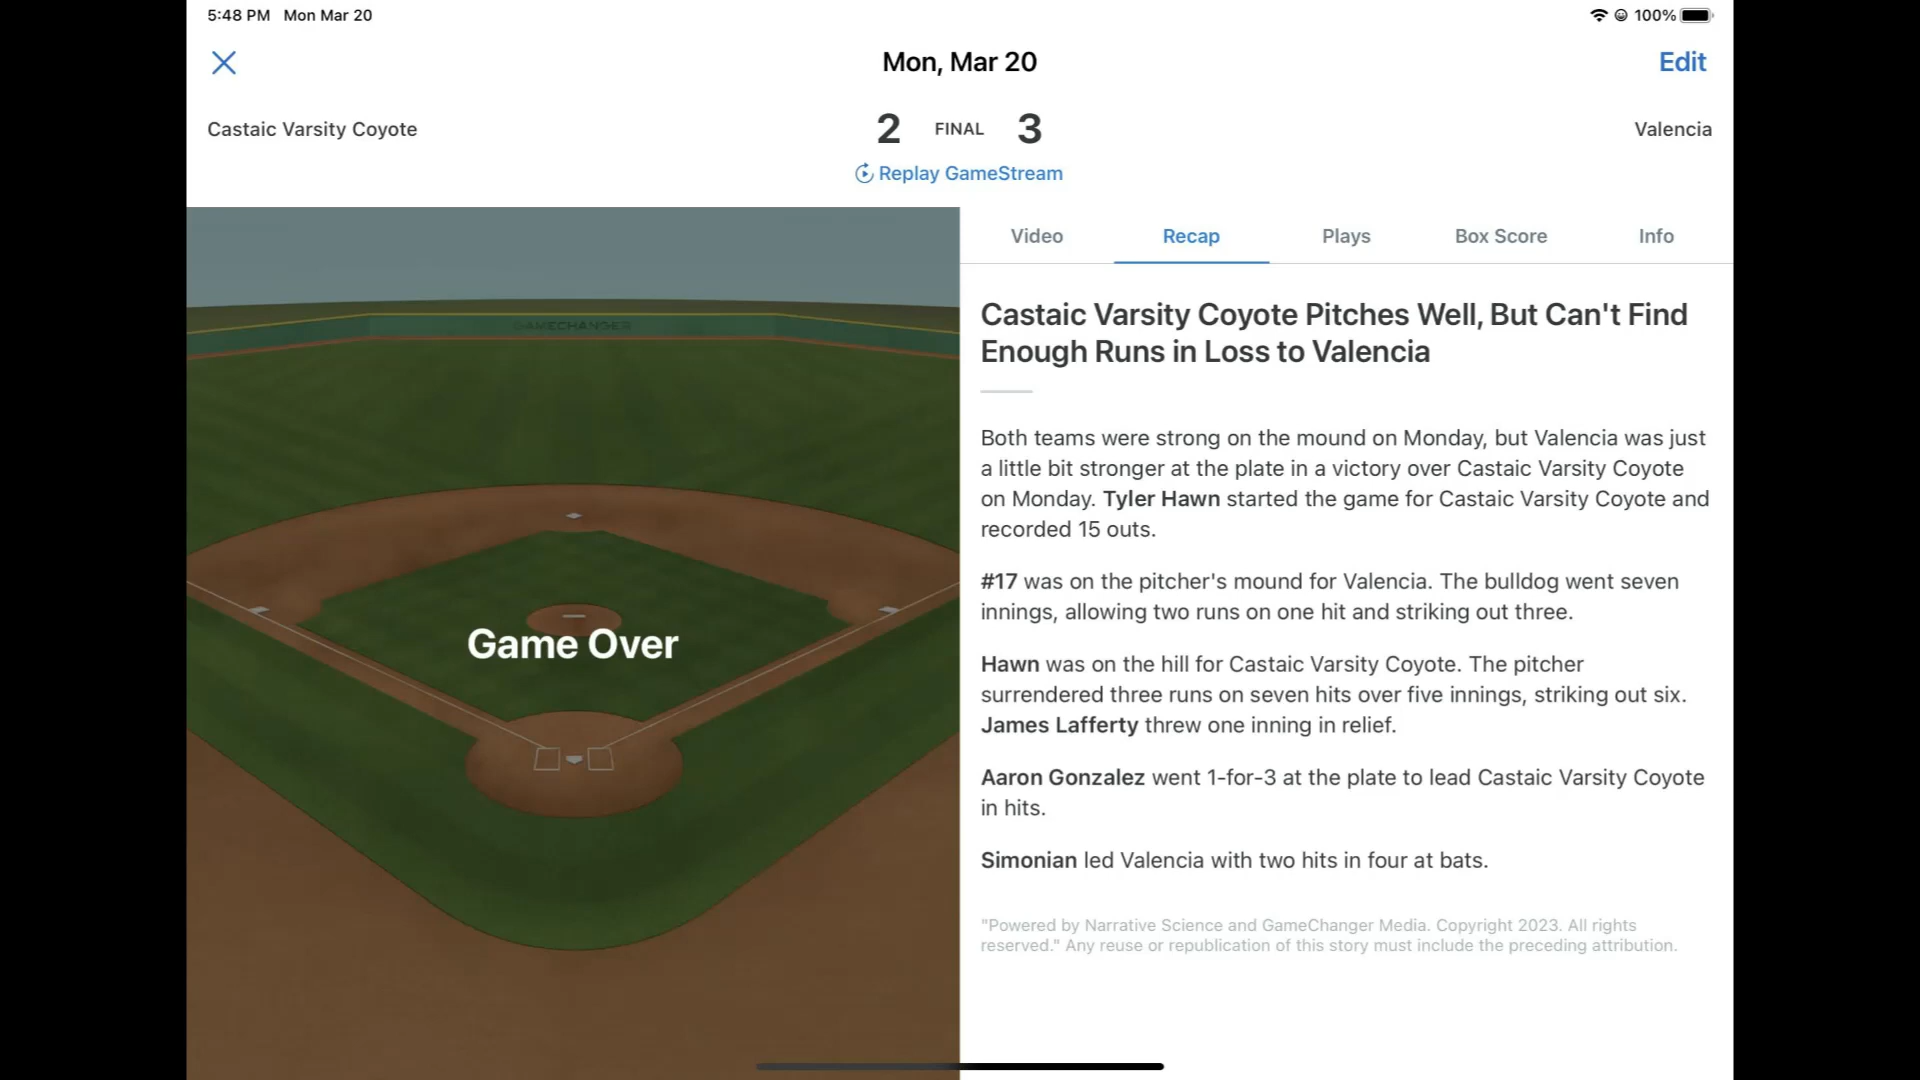 5:48 PM Mon Mar 20
100%
Mon, Mar 20
Edit
Castaic Varsity Coyote
2 FINAL 3
Valencia
Replay GameStream
Video Recap Plays Box Score Info
GAMECHANGER
Game Over
Castaic Varsity Coyote Pitches Well, But Can't Find
Enough Runs in Loss to Valencia
Both teams were strong on the mound on Monday, but Valencia was just
a little bit stronger at the plate in a victory over Castaic Varsity Coyote
on Monday. Tyler Hawn started the game for Castaic Varsity Coyote and
recorded 15 outs.
#17 was on the pitcher's mound for Valencia. The bulldog went seven
innings, allowing two runs on one hit and striking out three.
Hawn was on the hill for Castaic Varsity Coyote. The pitcher
surrendered three runs on seven hits over five innings, striking out six.
James Lafferty threw one inning in relief.
Aaron Gonzalez went 1-for-3 at the plate to lead Castaic Varsity Coyote
in hits.
Simonian led Valencia with two hits in four at bats.
"Powered by Narrative Science and GameChanger Media. Copyright 2023. All rights
reserved." Any reuse or republication of this story must include the preceding attribution.